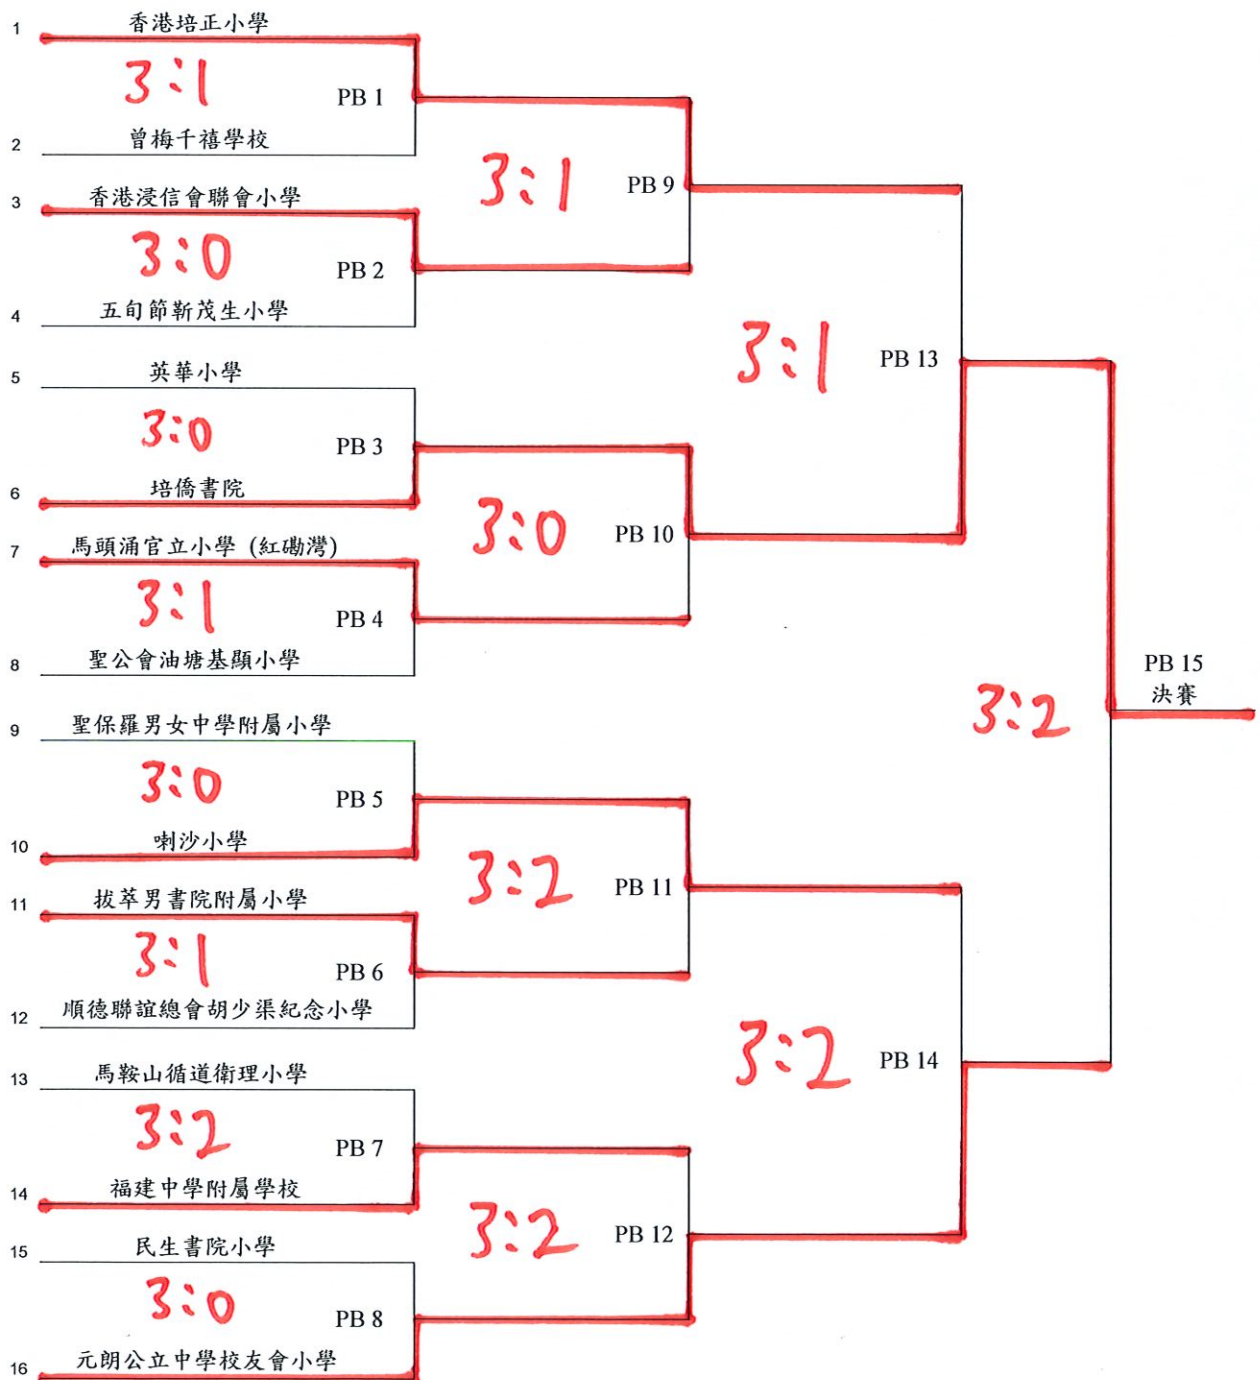 1 香港培正小學
3:1 PB 1
2 曾梅千禧學校
3 香港浸信會聯會小學
3:0 PB 2
4 五旬節靳茂生小學
3:1 PB 9
5 英華小學
3:0 PB 3
6 培僑書院
7 馬頭涌官立小學 (紅磡灣)
3:1 PB 4
8 聖公會油塘基顯小學
3:0 PB 10
3:1 PB 13
9 聖保羅男女中學附屬小學
3:0 PB 5
10 喇沙小學
11 拔萃男書院附屬小學
3:1 PB 6
12 順德聯誼總會胡少渠紀念小學
3:2 PB 11
13 馬鞍山循道衛理小學
3:2 PB 7
14 福建中學附屬學校
15 民生書院小學
3:0 PB 8
16 元朗公立中學校友會小學
3:2 PB 12
3:2 PB 14
3:2 PB 15
決賽